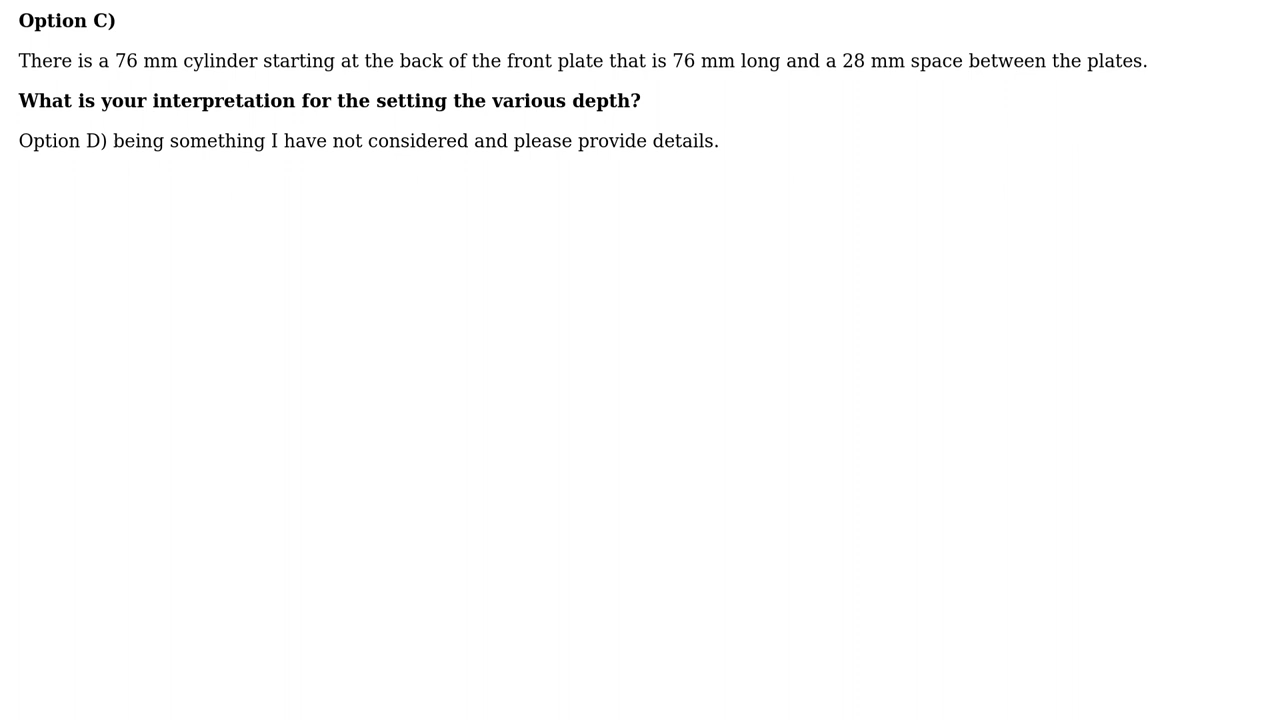 Option C)
There is a 76 mm cylinder starting at the back of the front plate that is 76 mm long and a 28 mm space between the plates.
What is your interpretation for the setting the various depth?
Option D) being something I have not considered and please provide details.